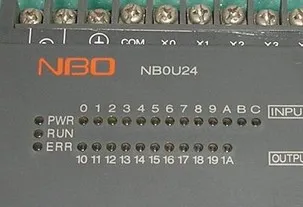 COM X0 X1 X2 X3
NBO NB0U24
0 1 2 3 4 5 6 7 8 9 A B C INPUT
PWR
RUN
ERR
10 11 12 13 14 15 16 17 18 19 1A OUTPUT